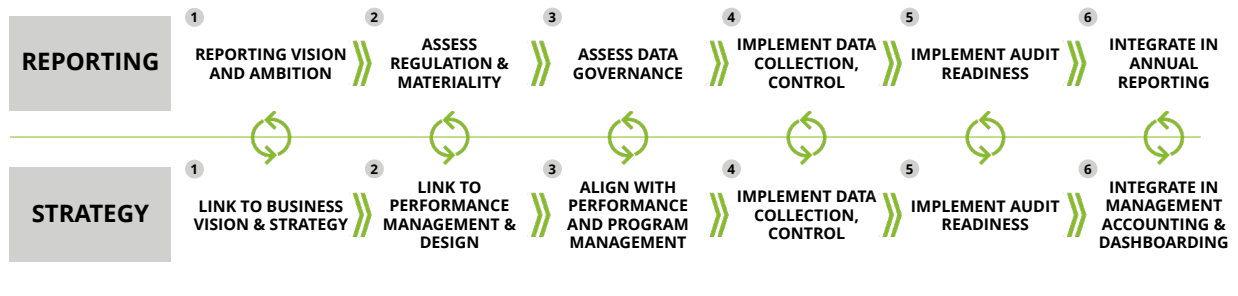 REPORTING
1
REPORTING VISION
AND AMBITION
2
ASSESS
REGULATION &
MATERIALITY
3
ASSESS DATA
GOVERNANCE
4
IMPLEMENT DATA
COLLECTION,
CONTROL
5
IMPLEMENT AUDIT
READINESS
6
INTEGRATE IN
ANNUAL
REPORTING
STRATEGY
1
LINK TO BUSINESS
VISION & STRATEGY
2
LINK TO
PERFORMANCE
MANAGEMENT &
DESIGN
3
ALIGN WITH
PERFORMANCE
AND PROGRAM
MANAGEMENT
4
IMPLEMENT DATA
COLLECTION,
CONTROL
5
IMPLEMENT AUDIT
READINESS
6
INTEGRATE IN
MANAGEMENT
ACCOUNTING &
DASHBOARDING